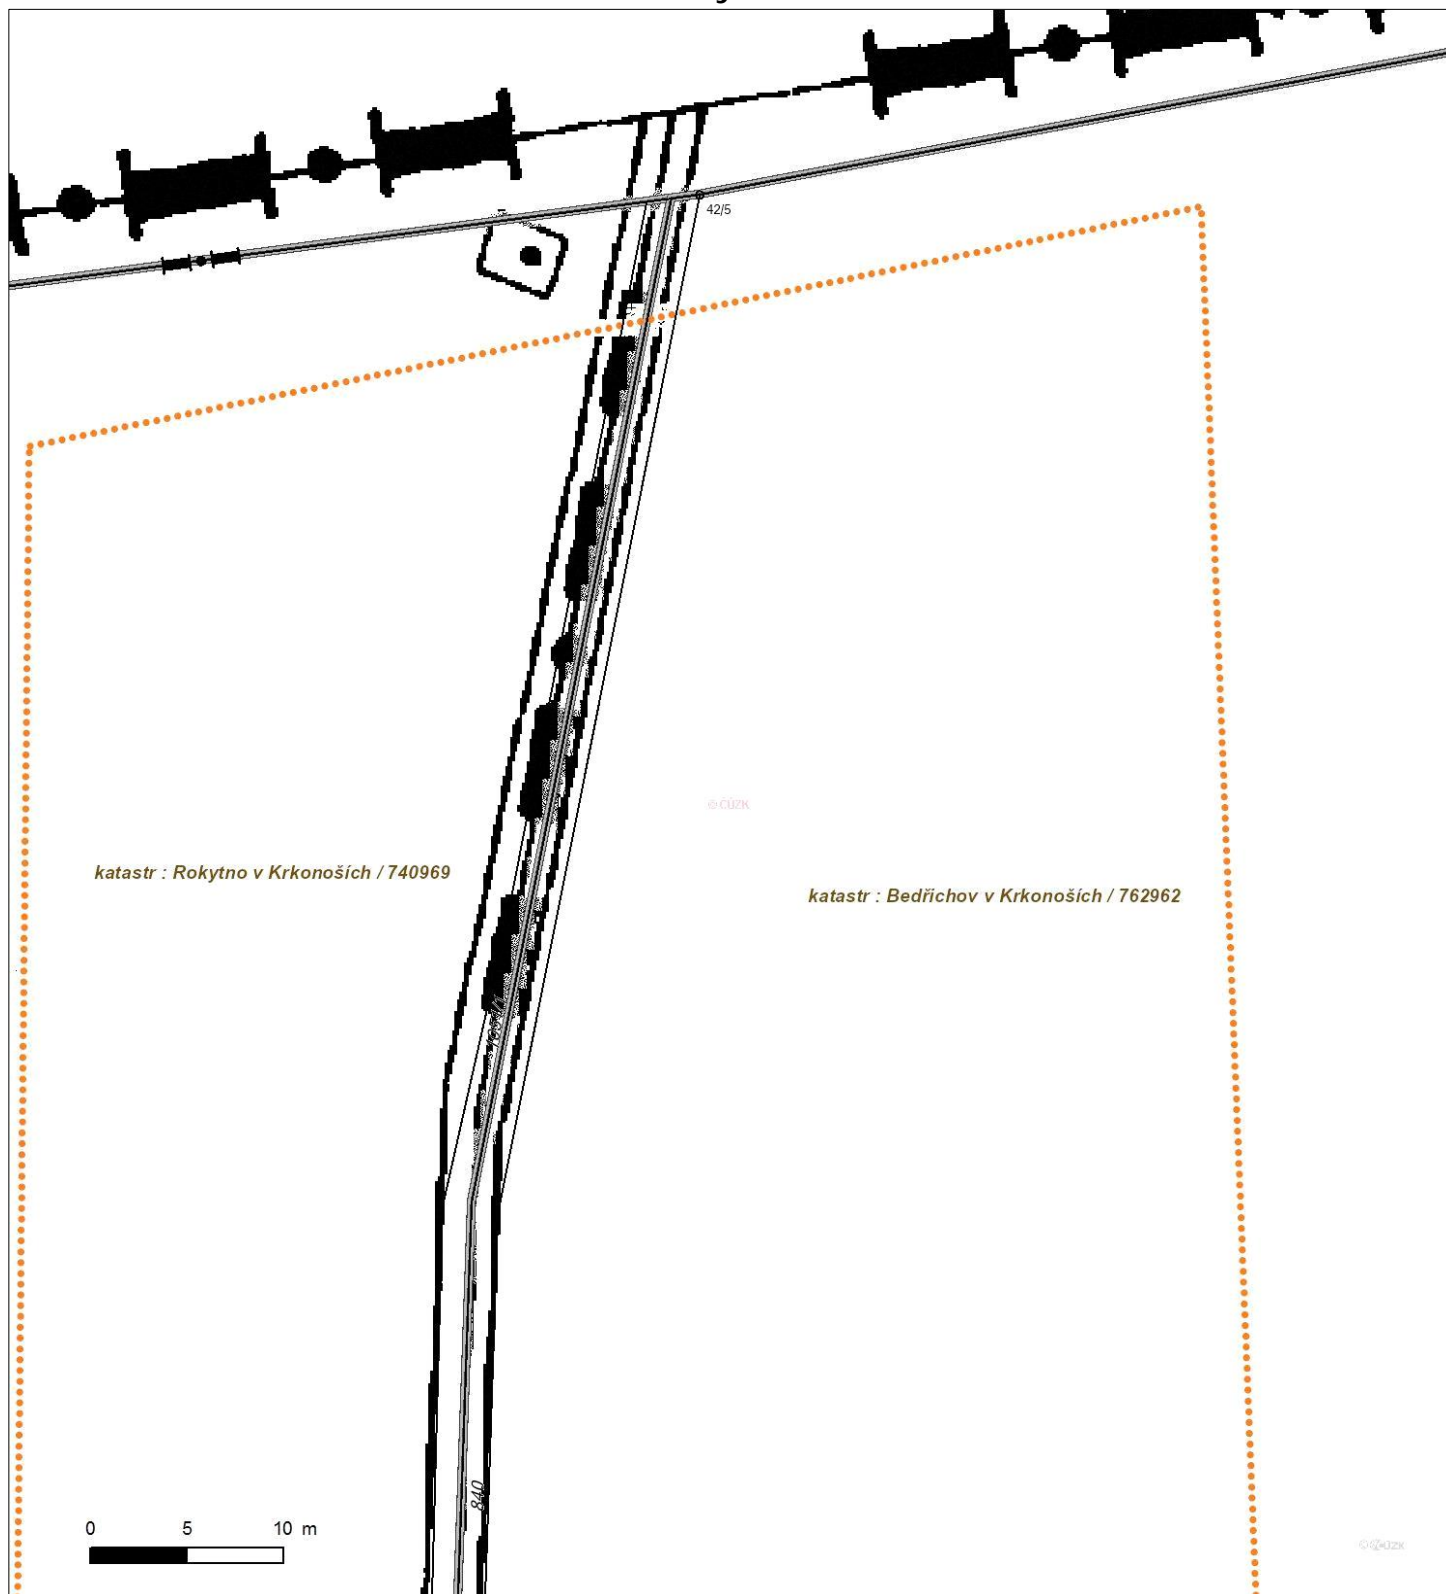 42/5
© ČÚZK
katastr : Rokytno v Krkonoších / 740969
katastr : Bedřichov v Krkonoších / 762962
840
0 5 10 m